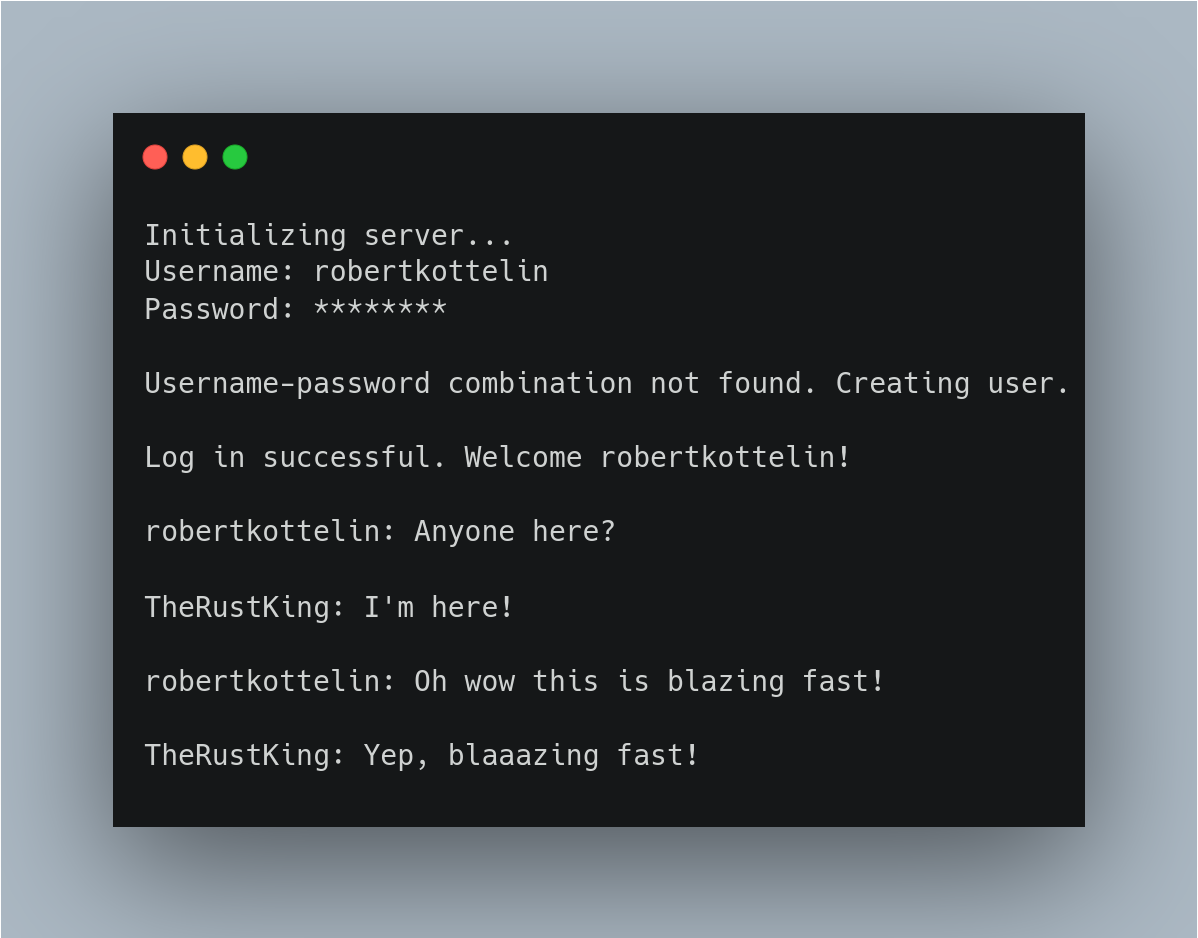 Initializing server...
Username: robertkottelin
Password: ********
Username-password combination not found. Creating user.
Log in successful. Welcome robertkottelin!
robertkottelin: Anyone here?
TheRustKing: I'm here!
robertkottelin: Oh wow this is blazing fast!
TheRustKing: Yep, blaaazing fast!